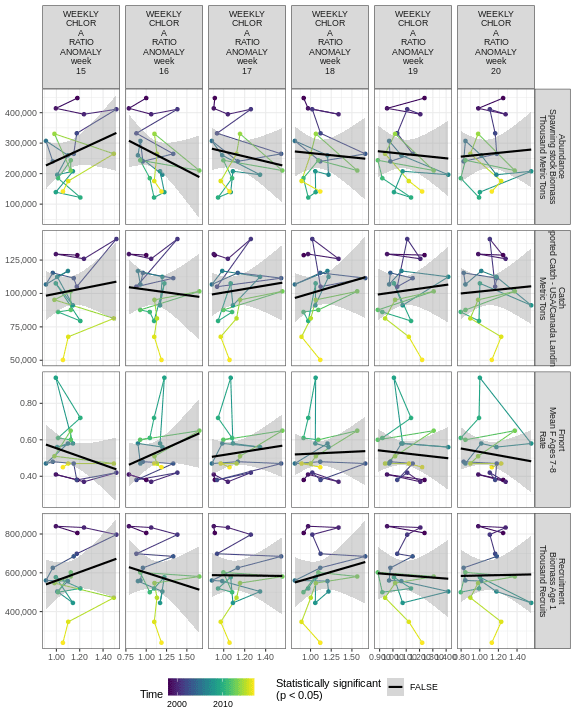 WEEKLY WEEKLY WEEKLY WEEKLY WEEKLY WEEKLY
CHLOR CHLOR CHLOR CHLOR CHLOR CHLOR
A A A A A A
RATIO RATIO RATIO RATIO RATIO RATIO
ANOMALY ANOMALY ANOMALY ANOMALY ANOMALY ANOMALY
week week week week week week
15 16 17 18 19 20
400,000
300,000
200,000
100,000
Abundance
Spawning stock Biomass
Thousand Metric Tons
125,000
100,000
75,000
50,000
Catch
ported Catch - USA/Canada Landin
Metric Tons
0.80
0.60
0.40
Fmort
Mean F Ages 7-8
Rate
800,000
600,000
400,000
Recruitment
Biomass Age 1
Thousand Recruits
1.00 1.20 1.40 0.75 1.00 1.25 1.50 1.00 1.20 1.40 1.00 1.25 1.50 0.80 1.00 1.20 1.40
Time
2000 2010
Statistically significant
(p < 0.05)
FALSE